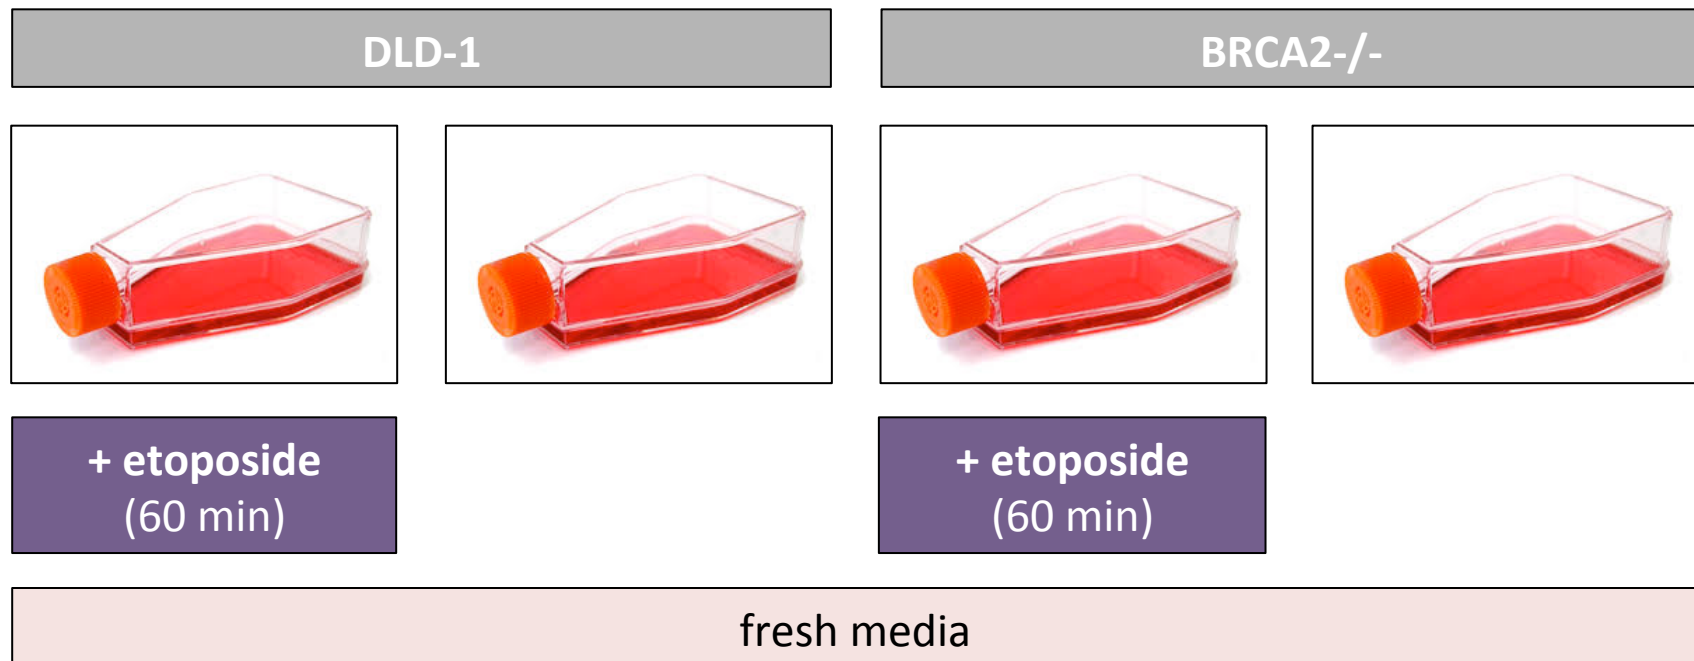 DLD-1
BRCA2-/-
+ etoposide
(60 min)
+ etoposide
(60 min)
fresh media